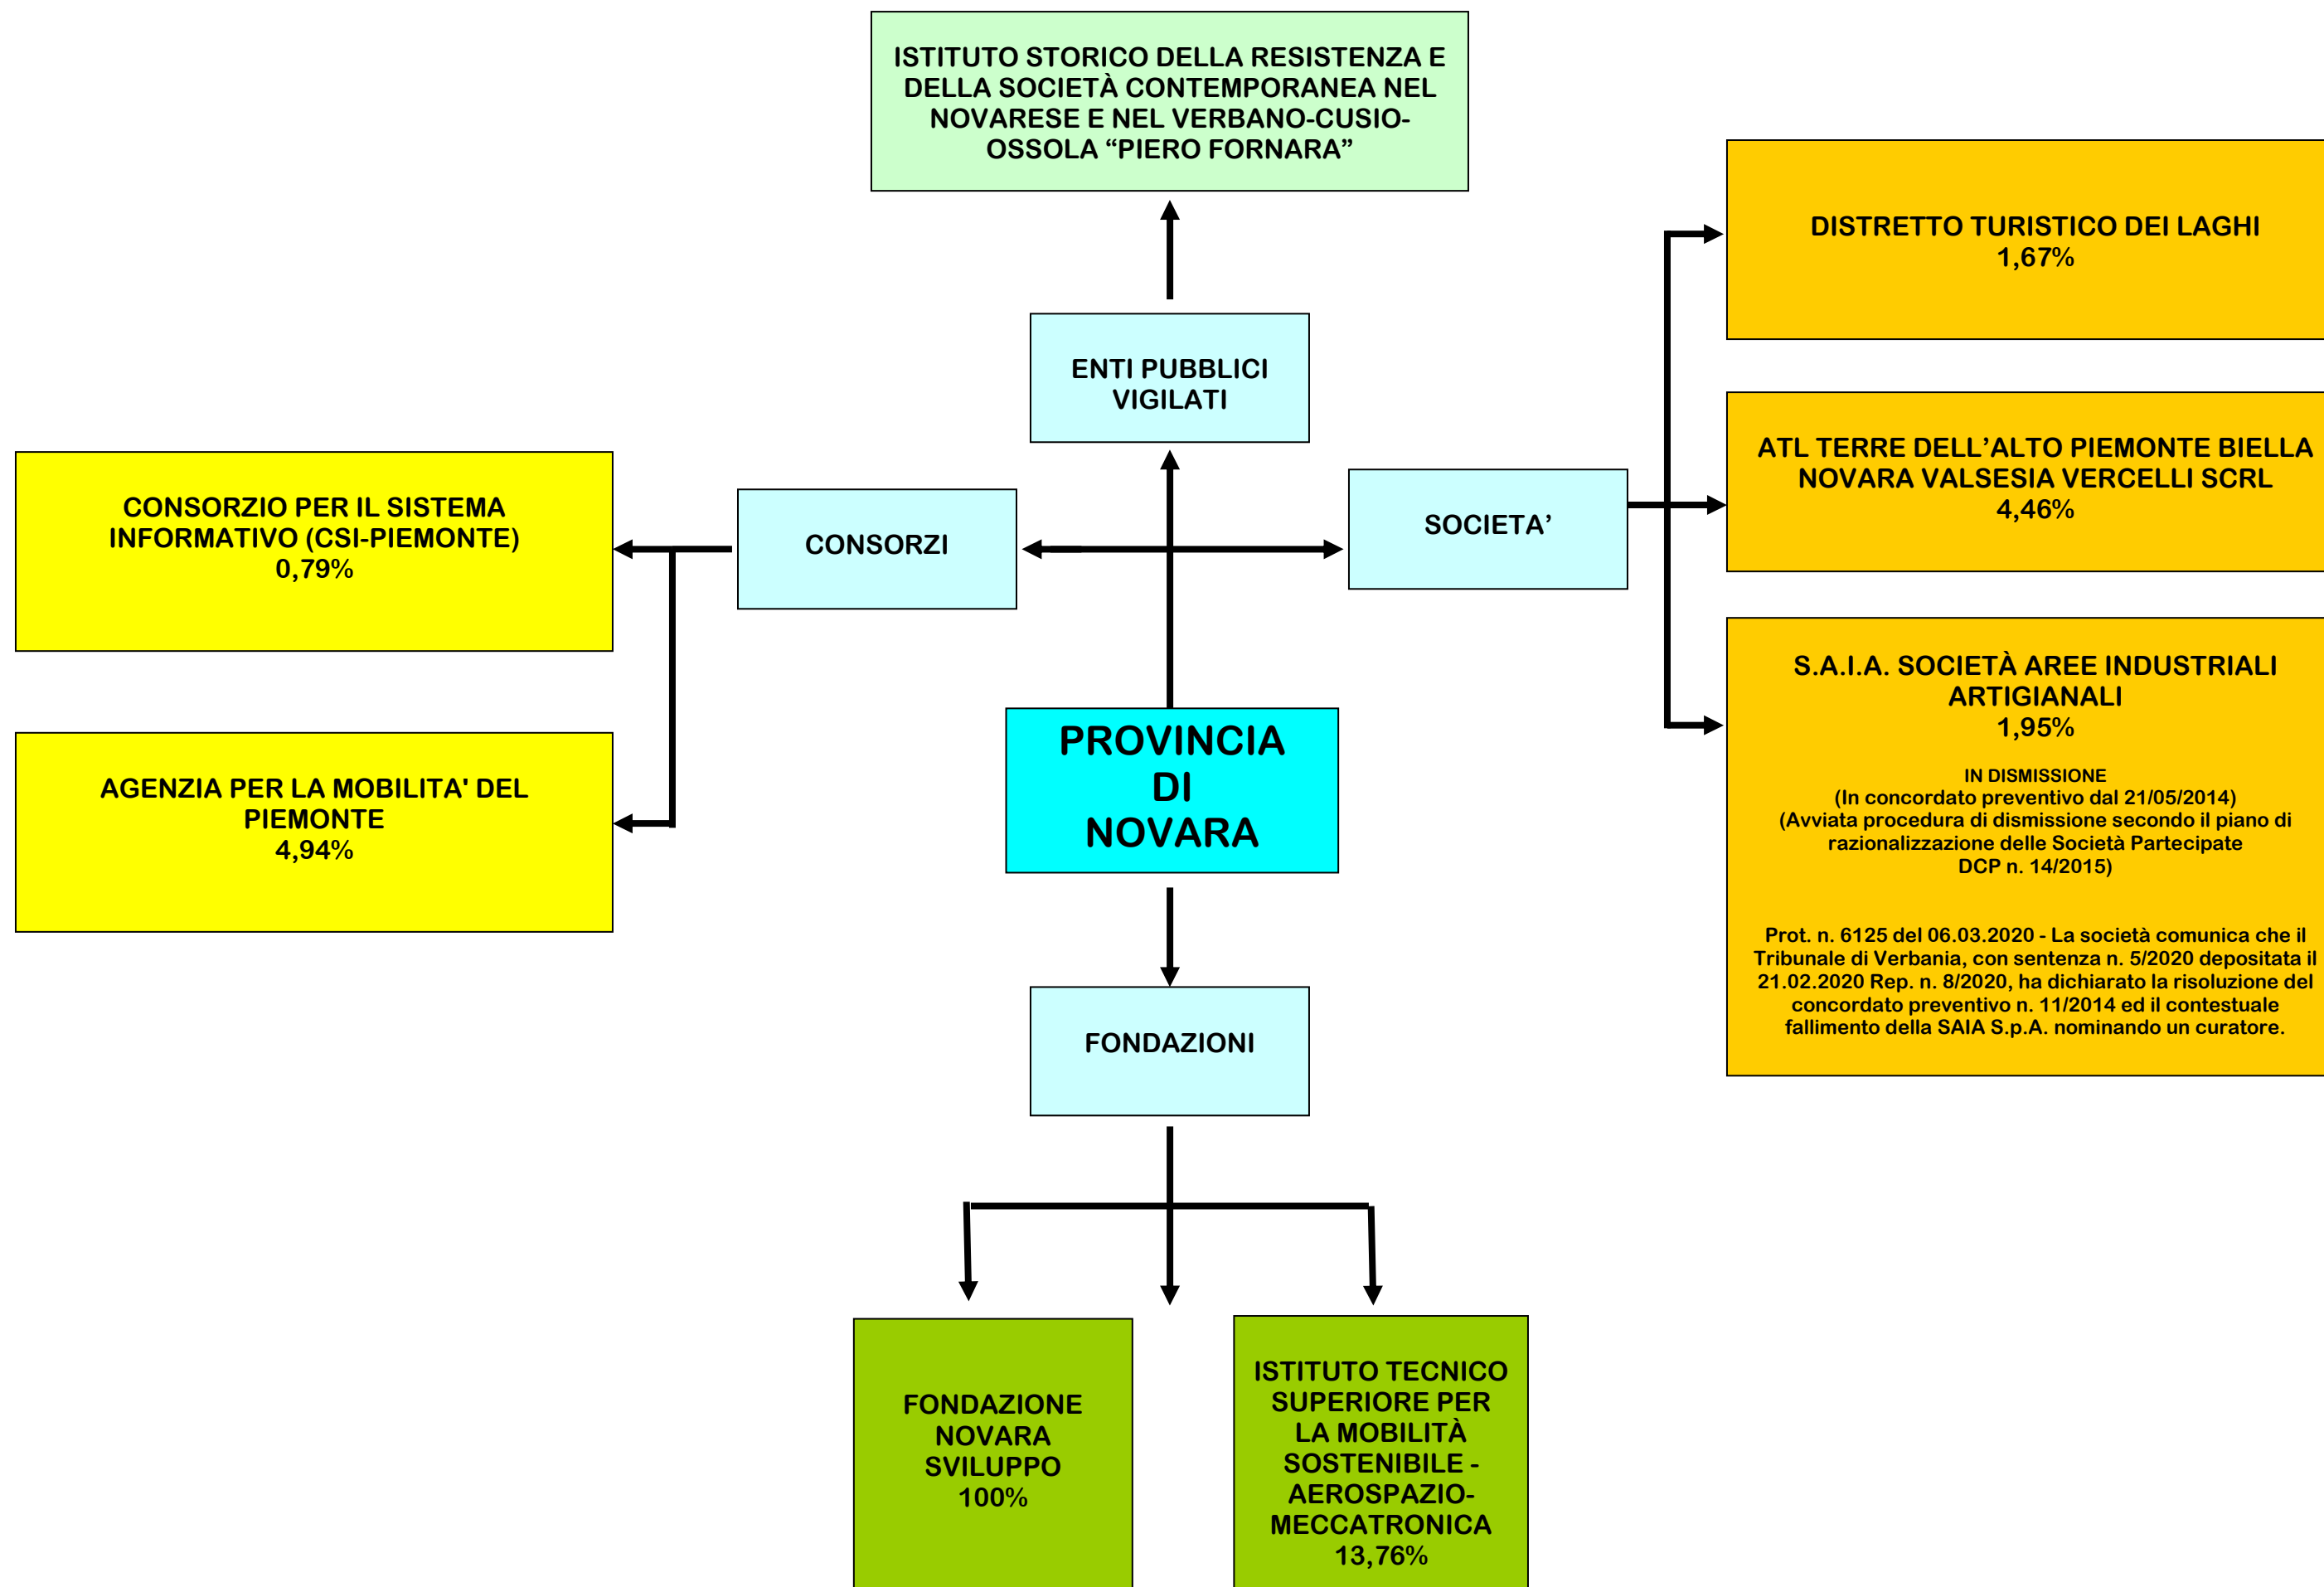 ISTITUTO STORICO DELLA RESISTENZA E
DELLA SOCIETÀ CONTEMPORANEA NEL
NOVARESE E NEL VERBANO-CUSIO-
OSSOLA “PIERO FORNARA”
ENTI PUBBLICI
VIGILATI
CONSORZI
SOCIETA’
CONSORZIO PER IL SISTEMA
INFORMATIVO (CSI-PIEMONTE)
0,79%
AGENZIA PER LA MOBILITA' DEL
PIEMONTE
4,94%
DISTRETTO TURISTICO DEI LAGHI
1,67%
ATL TERRE DELL’ALTO PIEMONTE BIELLA
NOVARA VALSESIA VERCELLI SCRL
4,46%
S.A.I.A. SOCIETÀ AREE INDUSTRIALI
ARTIGIANALI
1,95%
IN DISMISSIONE
(In concordato preventivo dal 21/05/2014)
(Avviata procedura di dismissione secondo il piano di
razionalizzazione delle Società Partecipate
DCP n. 14/2015)
Prot. n. 6125 del 06.03.2020 - La società comunica che il
Tribunale di Verbania, con sentenza n. 5/2020 depositata il
21.02.2020 Rep. n. 8/2020, ha dichiarato la risoluzione del
concordato preventivo n. 11/2014 ed il contestuale
fallimento della SAIA S.p.A. nominando un curatore.
PROVINCIA
DI
NOVARA
FONDAZIONI
FONDAZIONE
NOVARA
SVILUPPO
100%
ISTITUTO TECNICO
SUPERIORE PER
LA MOBILITÀ
SOSTENIBILE -
AEROSPAZIO-
MECCATRONICA
13,76%